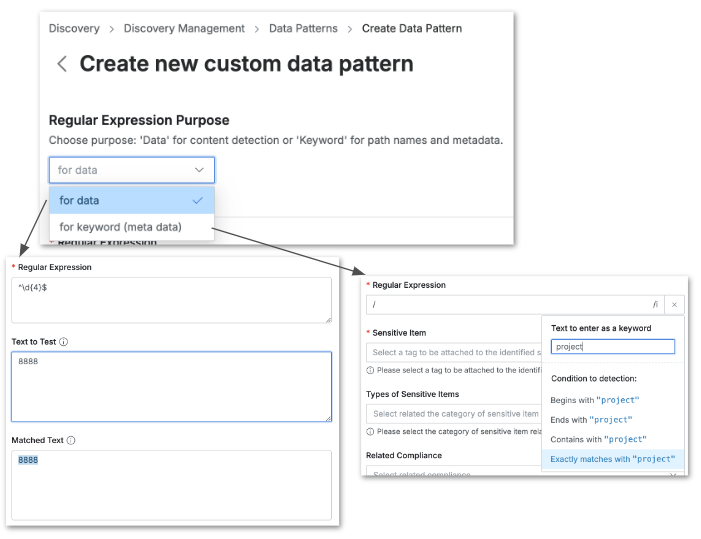 Discovery > Discovery Management > Data Patterns > Create Data Pattern
Create new custom data pattern
Regular Expression Purpose
Choose purpose: 'Data' for content detection or 'Keyword' for path names and metadata.
for data
for data
for keyword (meta data)
* Regular Expression
* Regular Expression
^\d{4}$
Text to Test
8888
Matched Text
8888
* Regular Expression
/ /i ×
* Sensitive Item
Select a tag to be attached to the identified s
Please select a tag to be attached to the identifi
Types of Sensitive Items
Select related the category of sensitive item
Please select the category of sensitive item rela
Related Compliance
Select related compliance
Text to enter as a keyword
project
Condition to detection:
Begins with "project"
Ends with "project"
Contains with "project"
Exactly matches with "project"